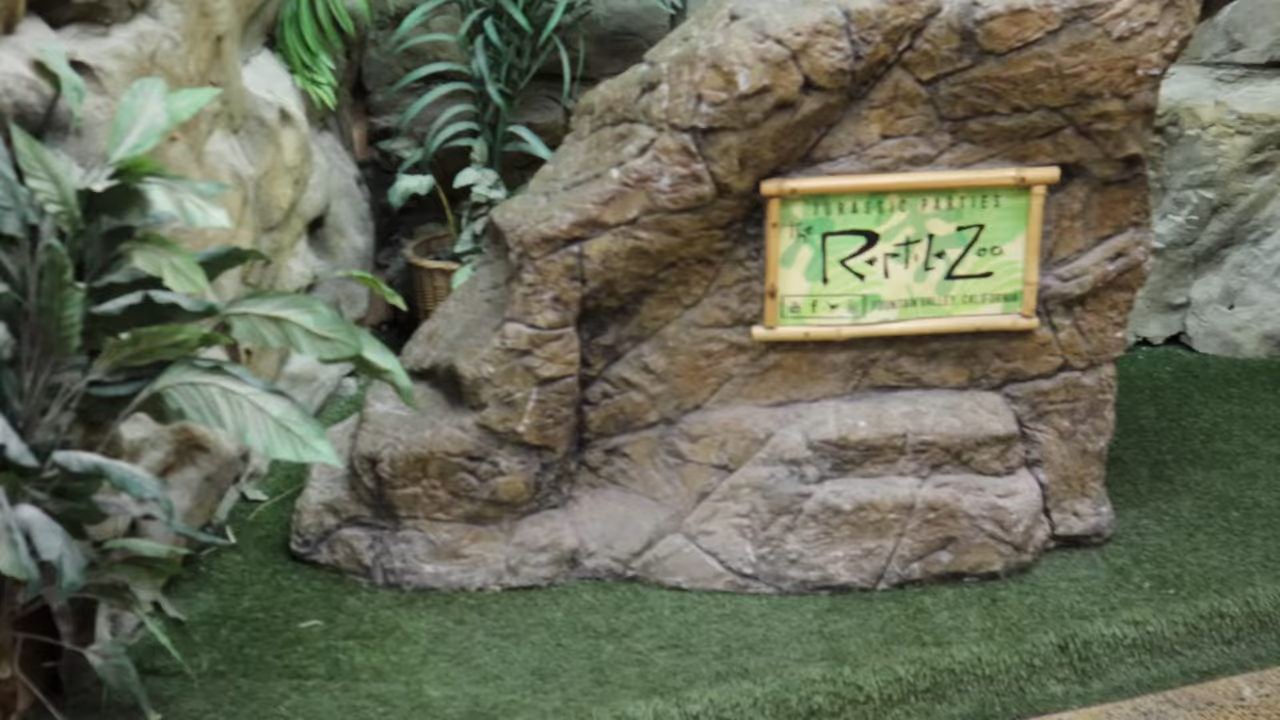 JURASSIC PARTIES
The
Reptile Zoo
FOUNTAIN VALLEY, CALIFORNIA